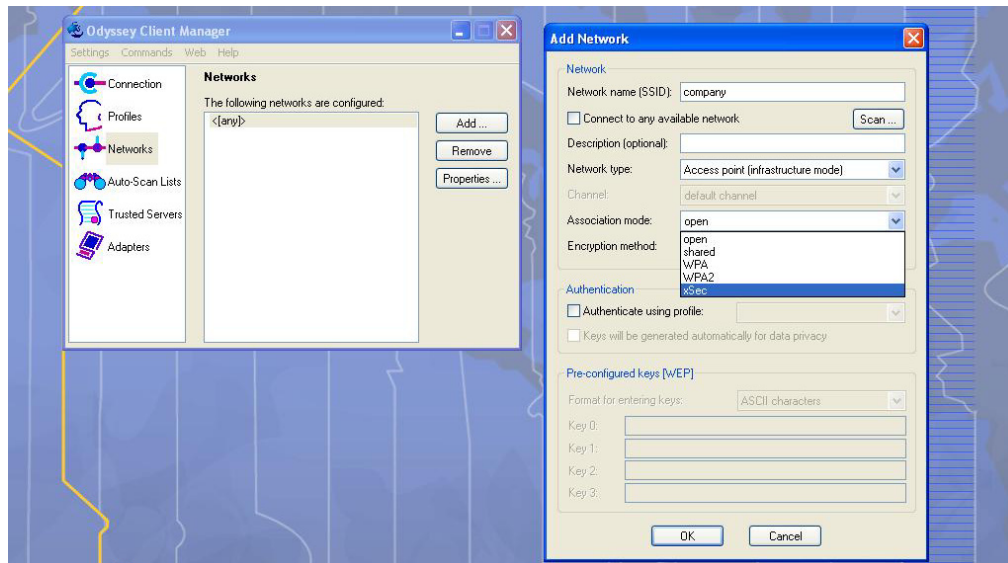 Odyssey Client Manager
Settings Commands Web Help
Connection
Profiles
Networks
Auto-Scan Lists
Trusted Servers
Adapters
Networks
The following networks are configured:
<[any]>
Add ...
Remove
Properties ...
Add Network
Network
Network name (SSID): company
Connect to any available network Scan ...
Description (optional):
Network type: Access point (infrastructure mode)
Channel: default channel
Association mode: open
open
shared
WPA
WPA2
xSec
Encryption method:
Authentication
Authenticate using profile:
Keys will be generated automatically for data privacy
Pre-configured keys [WEP]
Format for entering keys: ASCII characters
Key 0:
Key 1:
Key 2:
Key 3:
OK Cancel